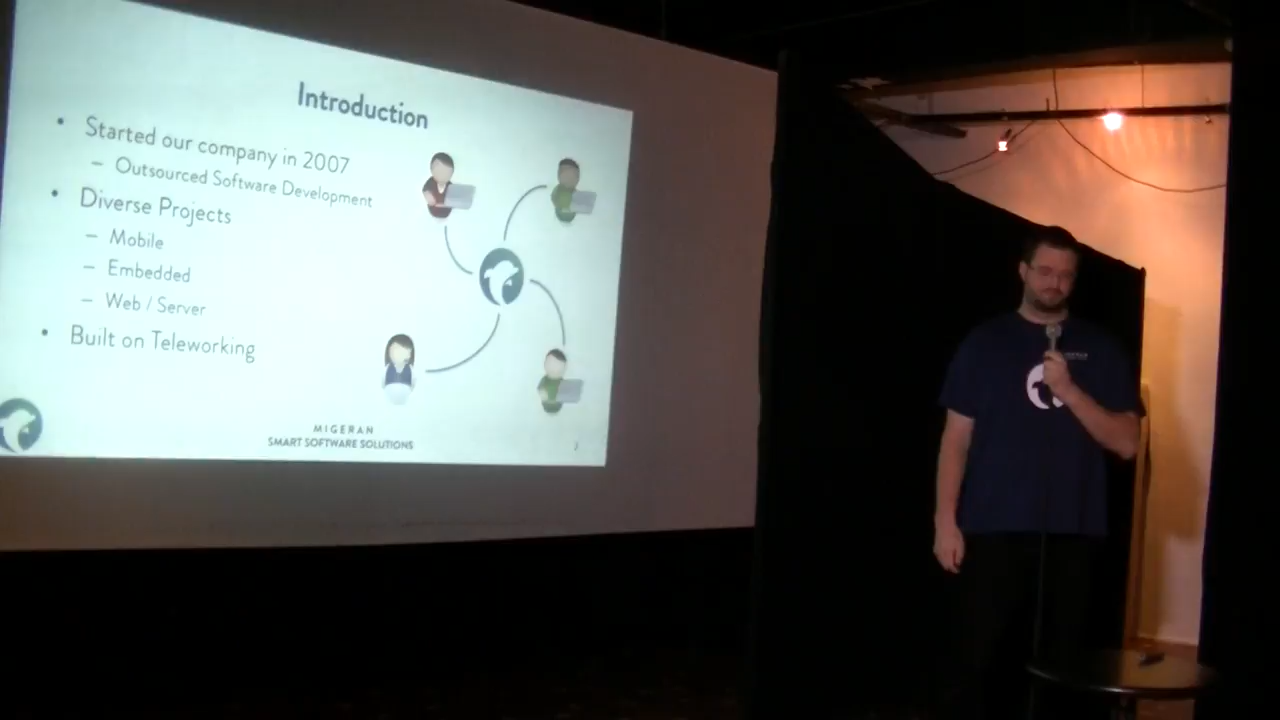 Introduction
• Started our company in 2007
– Outsourced Software Development
• Diverse Projects
– Mobile
– Embedded
– Web / Server
• Built on Teleworking
MIGERAN
SMART SOFTWARE SOLUTIONS